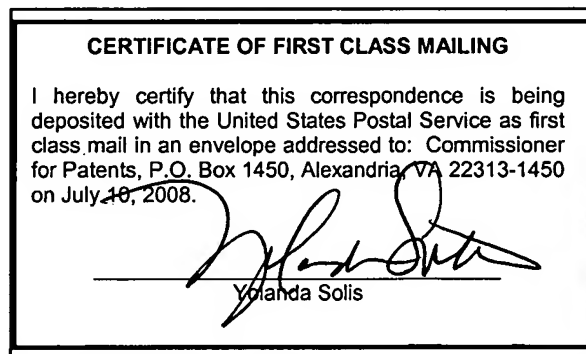 CERTIFICATE OF FIRST CLASS MAILING
I hereby certify that this correspondence is being
deposited with the United States Postal Service as first
class mail in an envelope addressed to: Commissioner
for Patents, P.O. Box 1450, Alexandria, VA 22313-1450
on July 10, 2008.
Yolanda Solis
Yolanda Solis